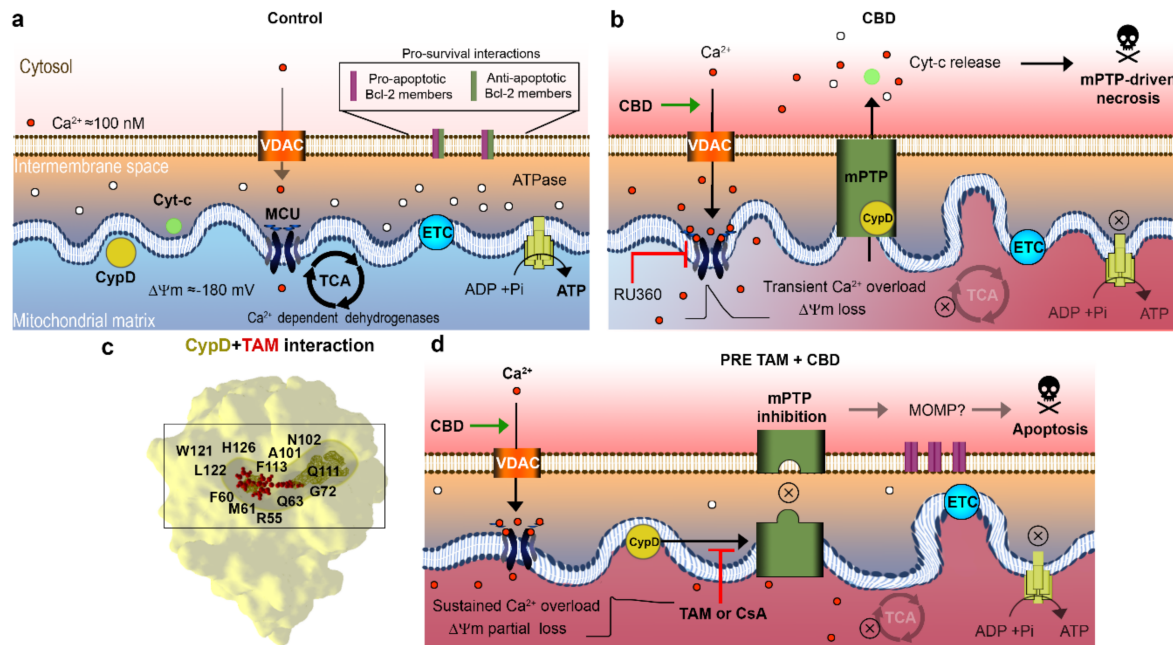 a
Control
Cytosol
Pro-survival interactions
Pro-apoptotic
Bcl-2 members
Anti-apoptotic
Bcl-2 members
Ca²⁺ ≈100 nM
VDAC
Intermembrane space
Cyt-c
MCU
ETC
ATPase
CypD
TCA
ΔΨm ≈-180 mV
ADP +Pi
ATP
Ca²⁺ dependent dehydrogenases
Mitochondrial matrix
b
CBD
Ca²⁺
Cyt-c release
mPTP-driven
necrosis
CBD
VDAC
mPTP
CypD
ETC
RU360
Transient Ca²⁺ overload
ΔΨm loss
TCA
ADP +Pi
ATP
c
CypD+TAM interaction
W121
H126
A101
N102
L122
F113
Q111
F60
Q63
G72
M61
R55
d
PRE TAM + CBD
Ca²⁺
CBD
mPTP
inhibition
MOMP?
Apoptosis
VDAC
ETC
CypD
Sustained Ca²⁺ overload
ΔΨm partial loss
TAM or CsA
TCA
ADP +Pi
ATP